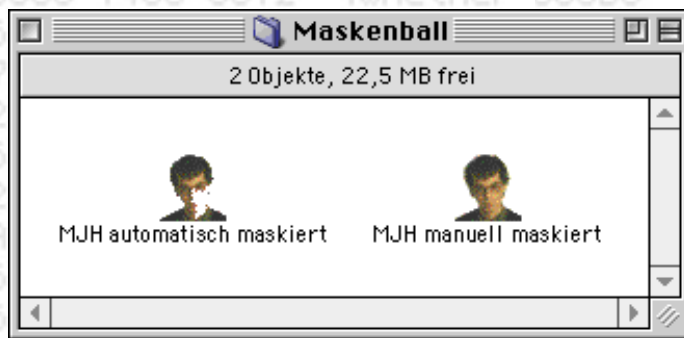 Maskenball
2 Objekte, 22,5 MB frei
MJH automatisch maskiert
MJH manuell maskiert